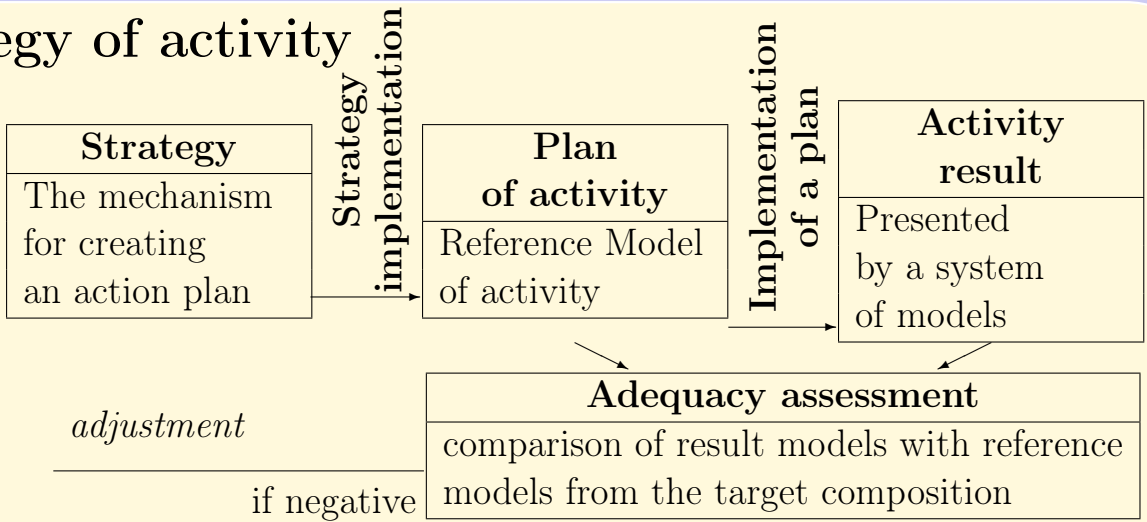 egy of activity
Strategy
The mechanism
for creating
an action plan
Strategy
implementation
Plan
of activity
Reference Model
of activity
Implementation
of a plan
Activity
result
Presented
by a system
of models
adjustment
if negative
Adequacy assessment
comparison of result models with reference
models from the target composition